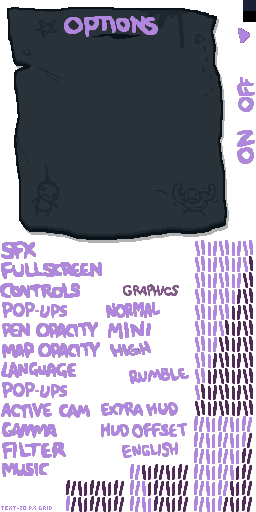 OPTIONS
ON OFF
SFX
FULLSCREEN
CONTROLS GRAPHICS
POP-UPS NORMAL
PEN OPACITY MINI
MAP OPACITY HIGH
LANGUAGE RUMBLE
POP-UPS
ACTIVE CAM EXTRA HUD
GAMMA HUD OFFSET
FILTER ENGLISH
MUSIC
TEXT-20 PX GRID